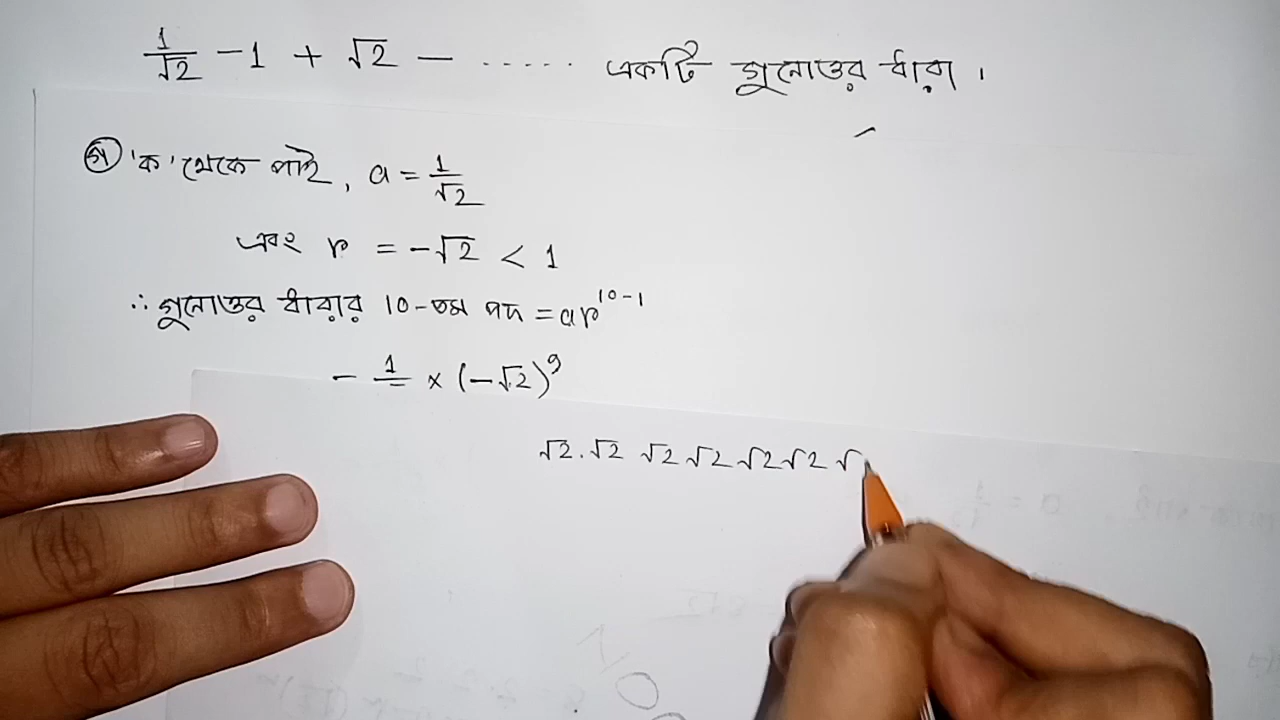 1/√2 - 1 + √2 - ...... একটি গুনোত্তর ধারা।
গ 'ক' থেকে পাই, a = 1/√2
এবং r = -√2 < 1
∴ গুনোত্তর ধারার 10-তম পদ = ar^10-1
= 1/ × (-√2)^9
√2.√2 √2 √2 √2 √2 √